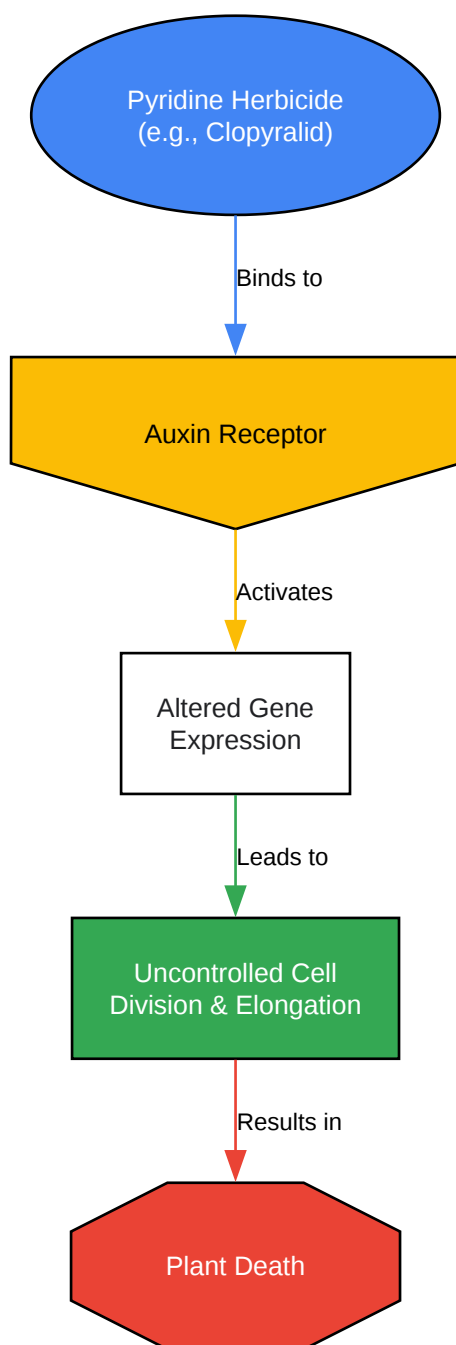 Pyridine Herbicide
(e.g., Clopyralid)
Binds to
Auxin Receptor
Activates
Altered Gene
Expression
Leads to
Uncontrolled Cell
Division & Elongation
Results in
Plant Death